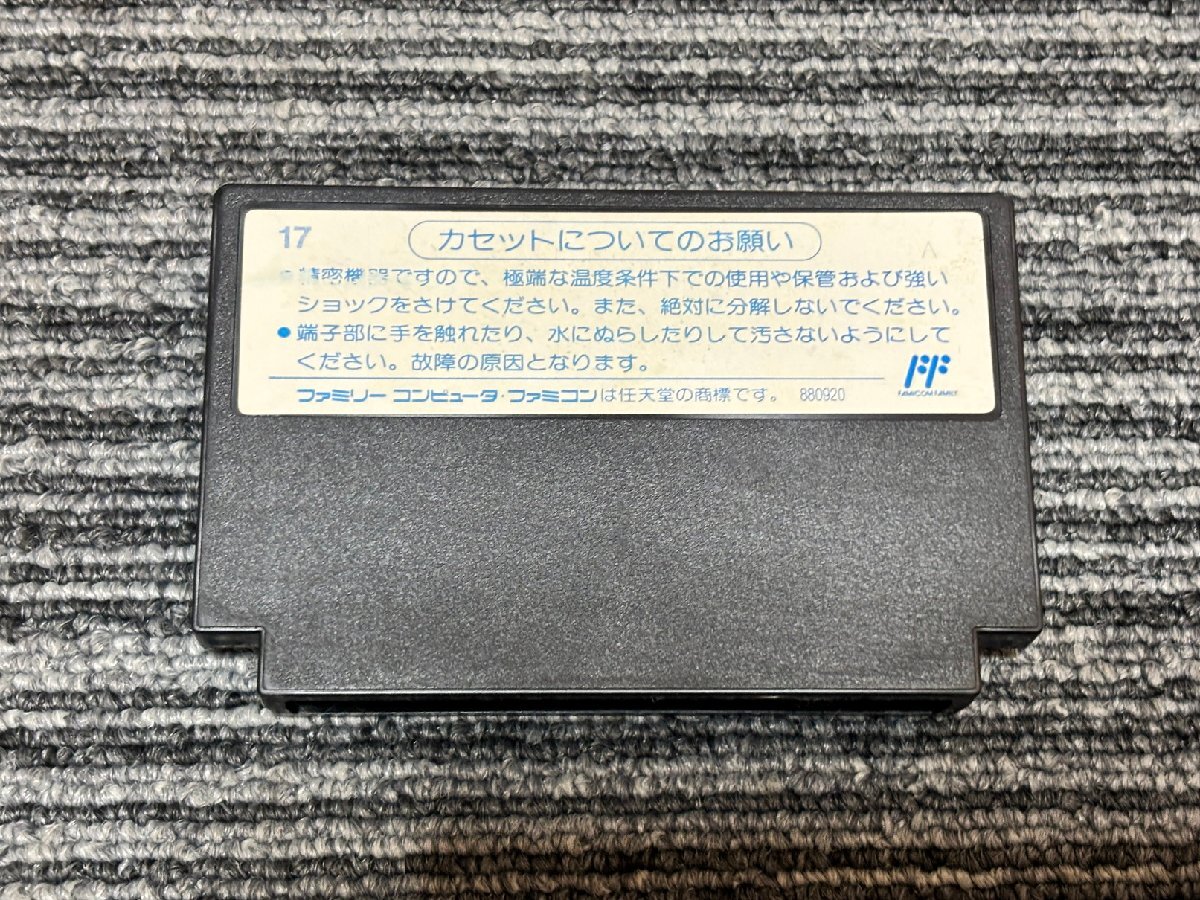 17
カセットについてのお願い
A
● 精密機器ですので、極端な温度条件下での使用や保管および強い
ショックをさけてください。また、絶対に分解しないでください。
● 端子部に手を触れたり、水にぬらしたりして汚さないようにして
ください。故障の原因となります。
FF
FAMICOM FAMILY
ファミリー コンピュータ・ファミコンは任天堂の商標です。 880920